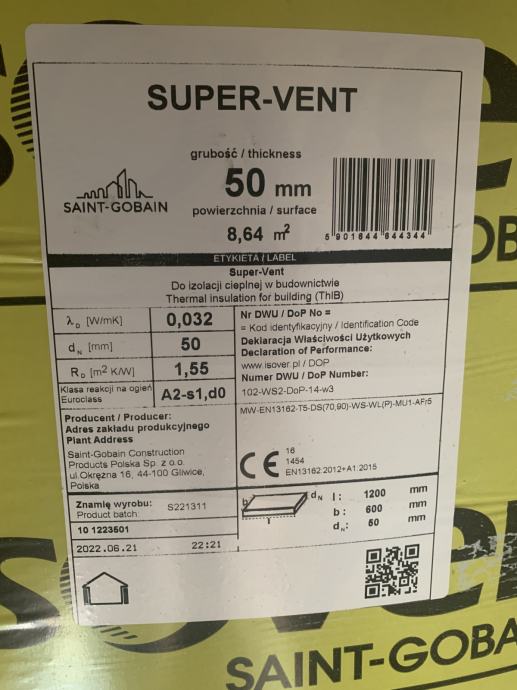 SUPER-VENT
grubość / thickness
50 mm
powierzchnia / surface
8,64 m²
SAINT-GOBAIN
5 901644 644344
ETYKIETA / LABEL
Super-Vent
Do izolacji cieplnej w budownictwie
Thermal insulation for building (ThIB)
λD [W/mK] 0,032
dN [mm] 50
RD [m² K/W] 1,55
Klasa reakcji na ogień
Euroclass A2-s1,d0
Nr DWU / DoP No =
= Kod identyfikacyjny / Identification Code
Deklaracja Właściwości Użytkowych
Declaration of Performance:
www.isover.pl / DOP
Numer DWU / DoP Number:
102-WS2-DoP-14-w3
MW-EN13162-T5-DS(70,90)-WS-WL(P)-MU1-AFr5
Producent / Producer:
Adres zakładu produkcyjnego
Plant Address
Saint-Gobain Construction
Products Polska Sp. z o.o.
ul.Okrężna 16, 44-100 Gliwice,
Polska
CE
16
1454
EN13162:2012+A1:2015
Znamię wyrobu: S221311
Product batch:
10 1223501
2022.06.21 22:21
b dN l
l: 1200 mm
b: 600 mm
dN: 50 mm
isover
SAINT-GOBA
OB